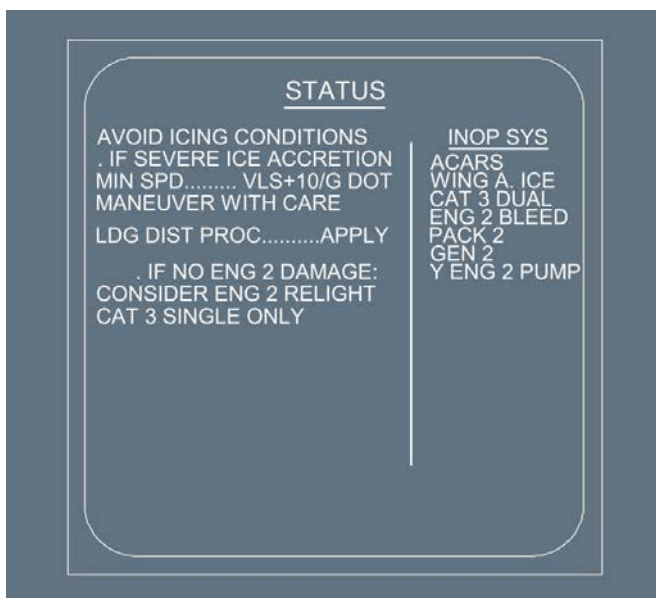 STATUS
AVOID ICING CONDITIONS
. IF SEVERE ICE ACCRETION
MIN SPD......... VLS+10/G DOT
MANEUVER WITH CARE
LDG DIST PROC..........APPLY
. IF NO ENG 2 DAMAGE:
CONSIDER ENG 2 RELIGHT
CAT 3 SINGLE ONLY
INOP SYS
ACARS
WING A. ICE
CAT 3 DUAL
ENG 2 BLEED
PACK 2
GEN 2
Y ENG 2 PUMP